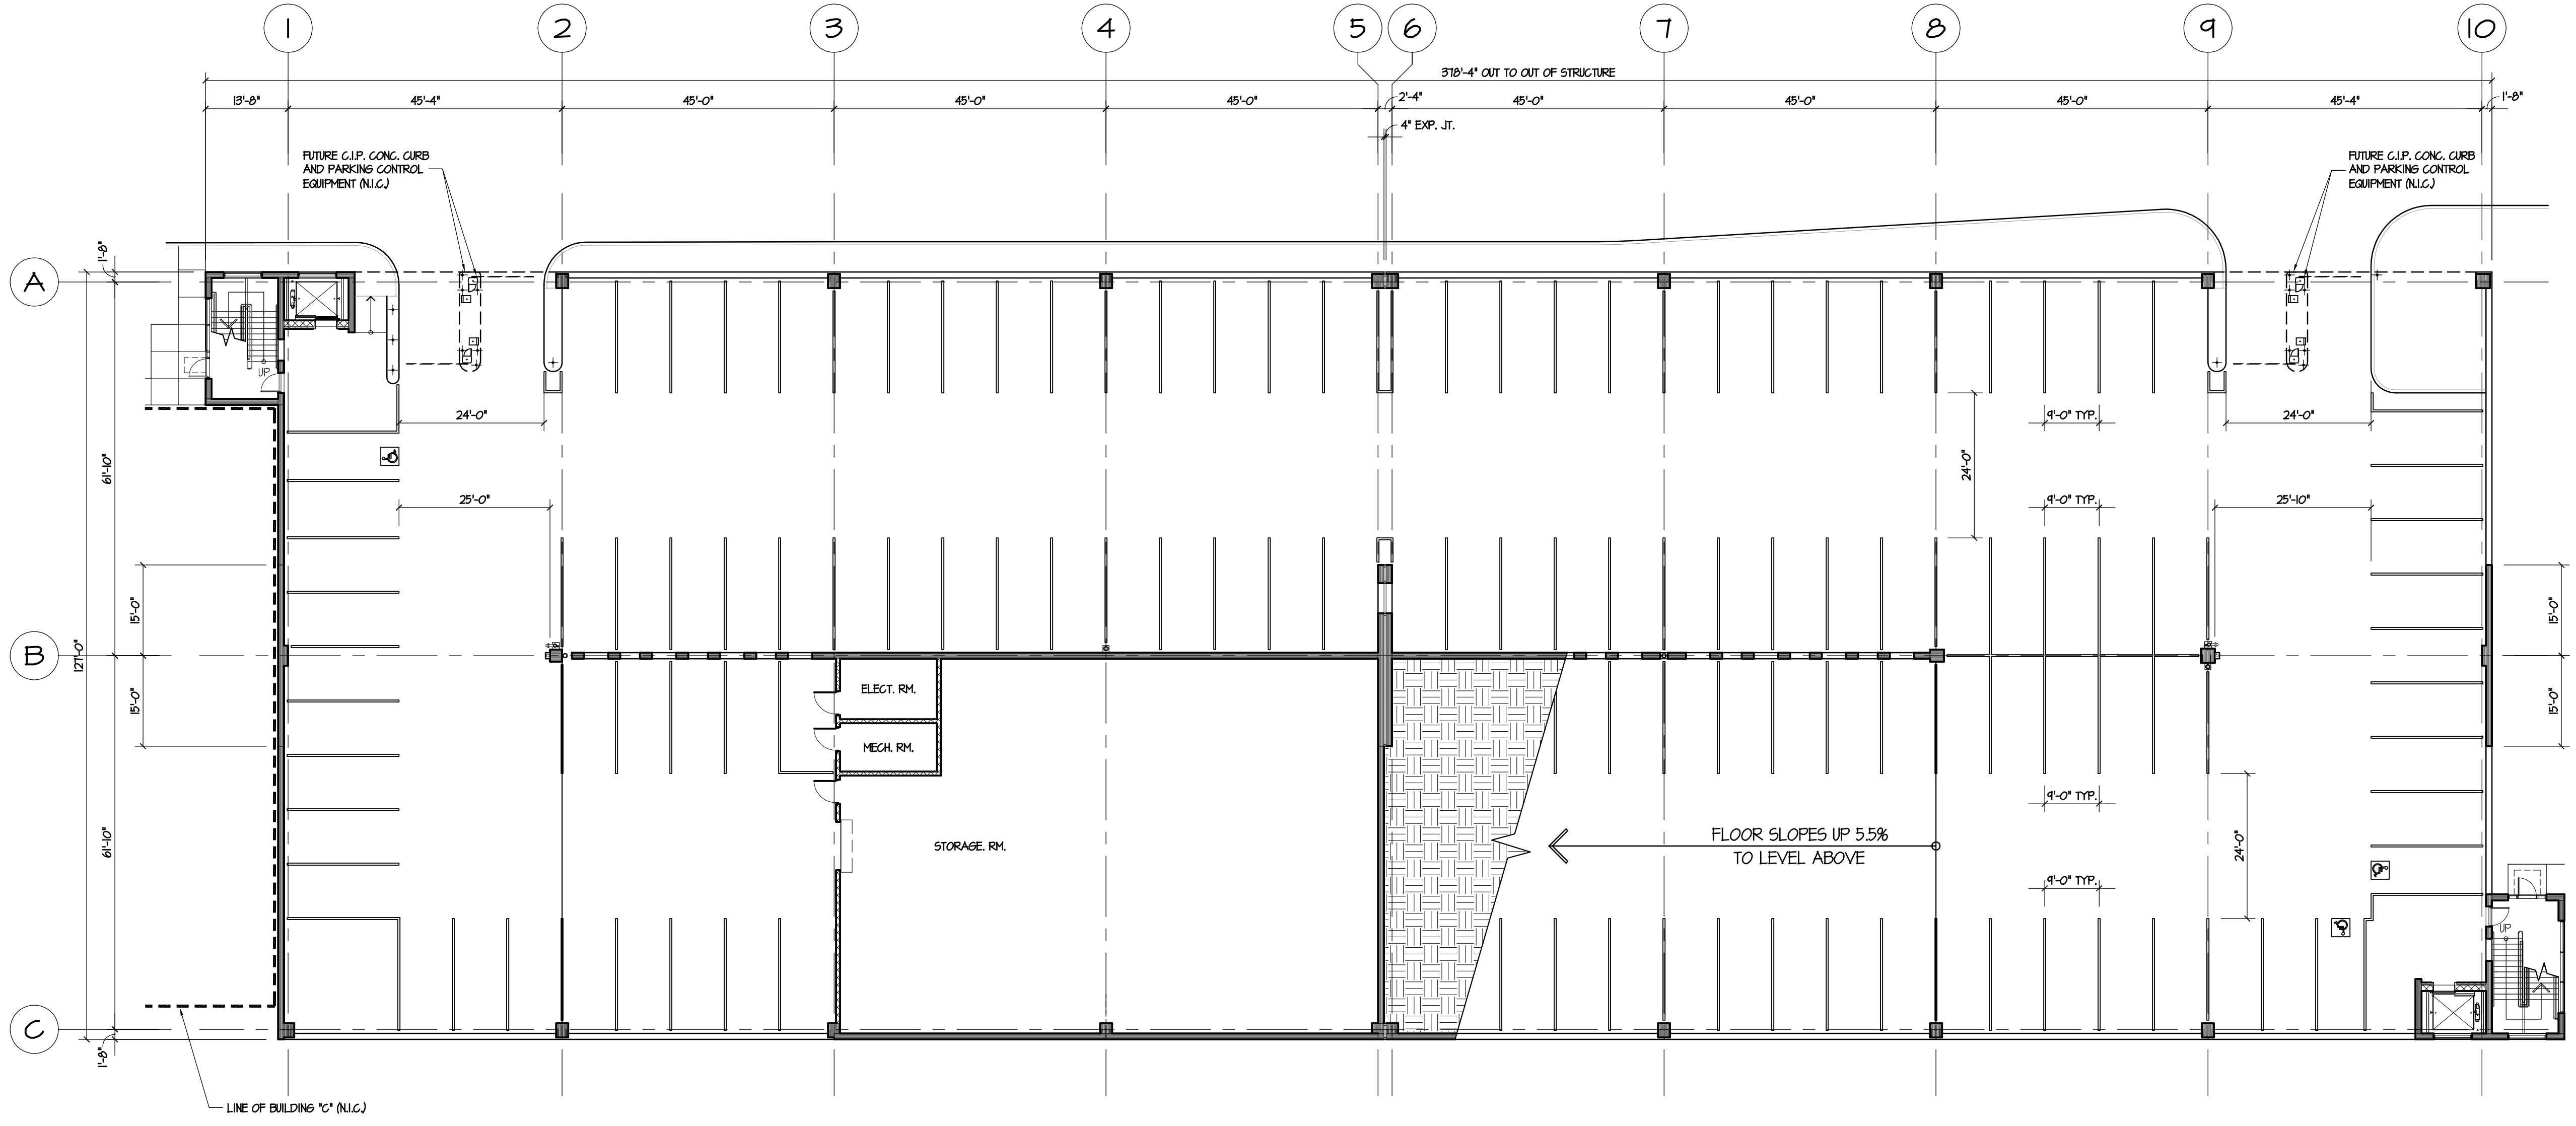 1 2 3 4 5 6 7 8 9 10
378'-4" OUT TO OUT OF STRUCTURE
13'-8" 45'-4" 45'-0" 45'-0" 45'-0" 2'-4" 45'-0" 45'-0" 45'-0" 45'-4" 1'-8"
4" EXP. JT.
FUTURE C.I.P. CONC. CURB
AND PARKING CONTROL
EQUIPMENT (N.I.C.)
FUTURE C.I.P. CONC. CURB
AND PARKING CONTROL
EQUIPMENT (N.I.C.)
1'-8"
A
UP
24'-0"
9'-0" TYP.
24'-0"
61'-10"
24'-0"
25'-0"
9'-0" TYP.
25'-10"
15'-0"
15'-0"
B
127'-0"
ELECT. RM.
15'-0"
15'-0"
MECH. RM.
9'-0" TYP.
61'-10"
STORAGE. RM.
FLOOR SLOPES UP 5.5%
TO LEVEL ABOVE
24'-0"
9'-0" TYP.
UP
C
1'-8"
LINE OF BUILDING "C" (N.I.C.)